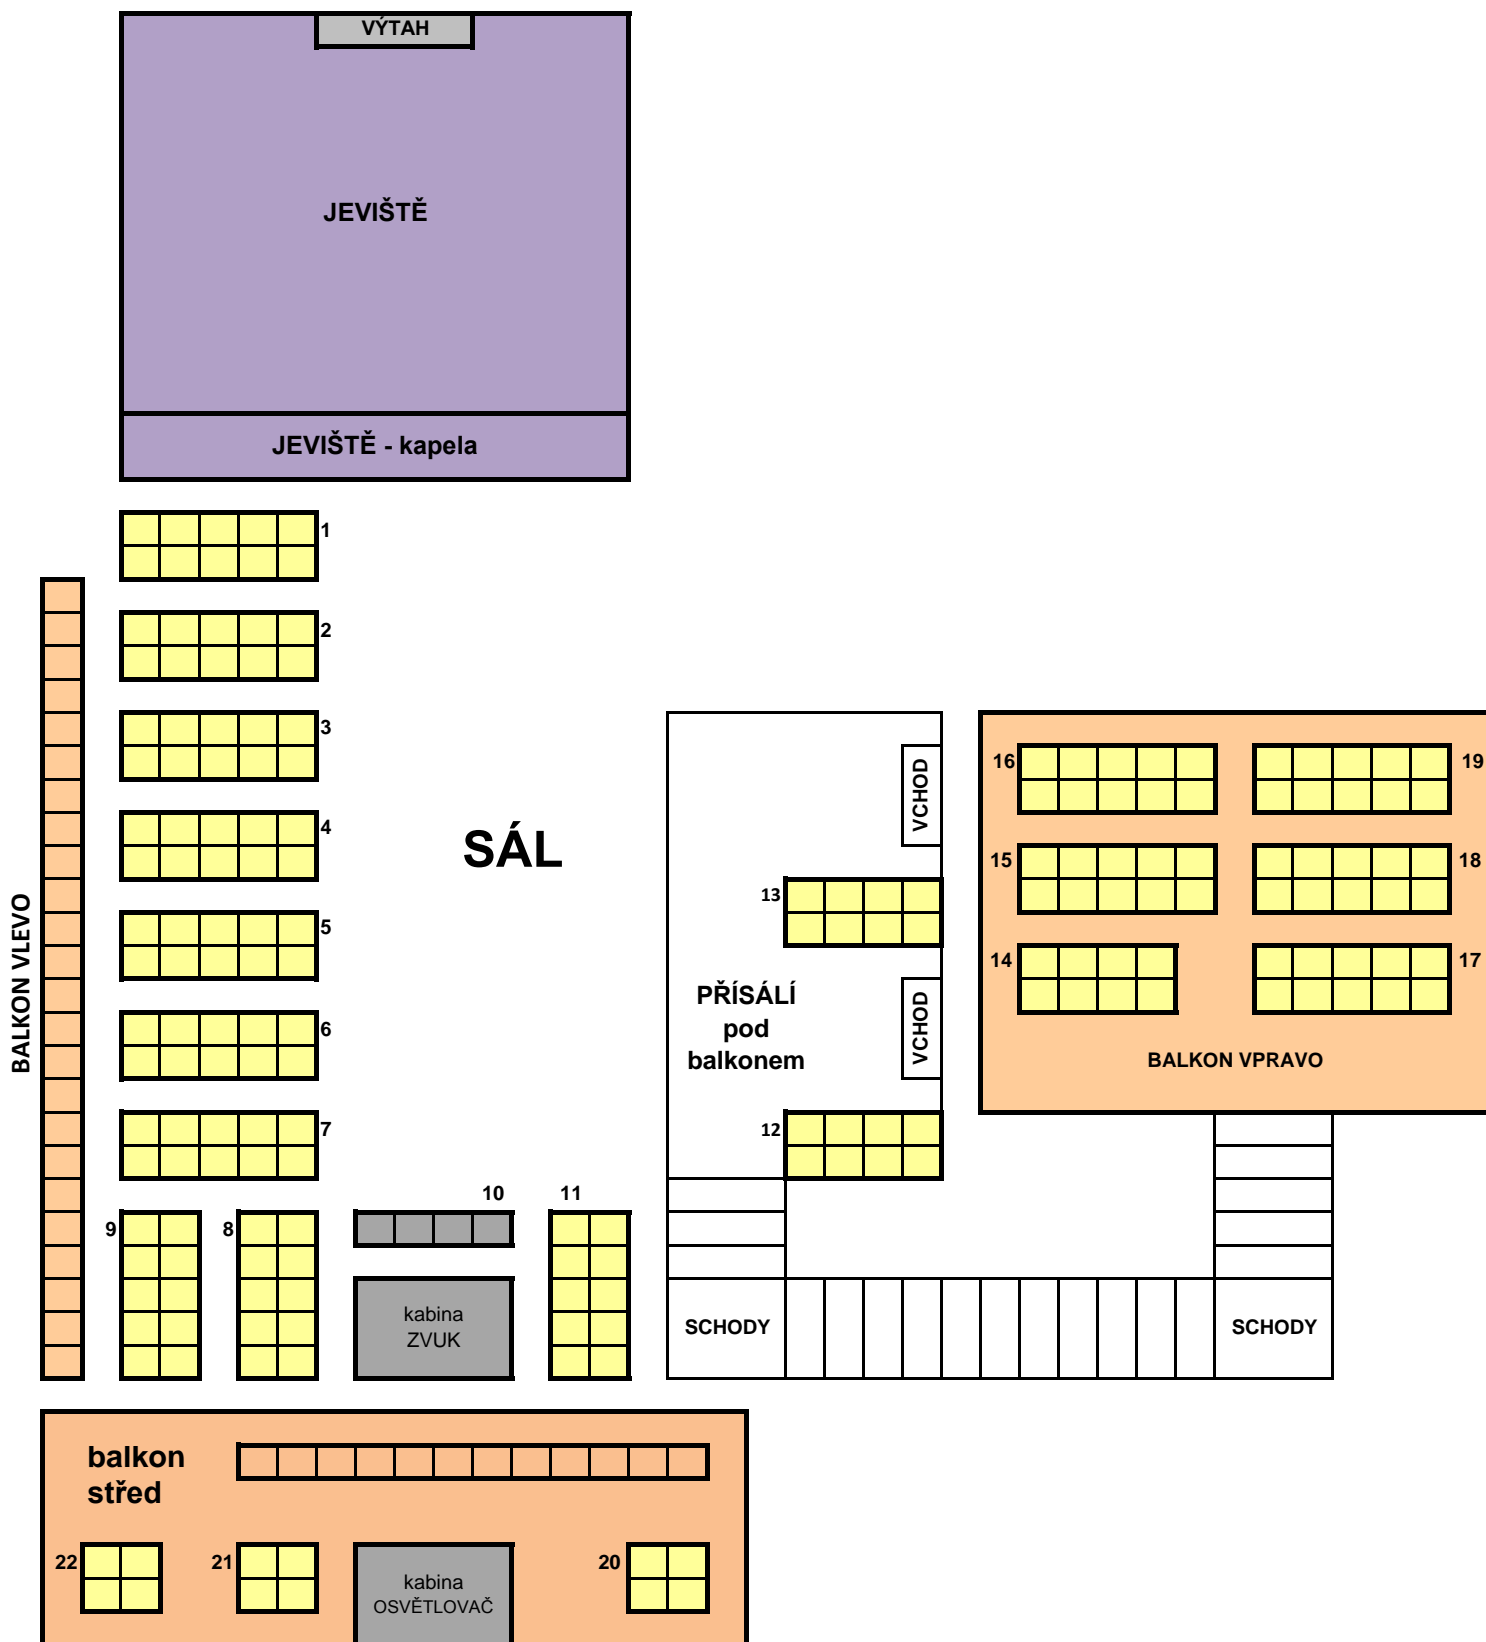 VÝTAH
JEVIŠTĚ
JEVIŠTĚ - kapela
1
2
3
4
5
6
7
BALKON VLEVO
SÁL
VCHOD
13
PŘÍSÁLÍ
pod
balkonem
VCHOD
12
16
19
15
18
14
17
BALKON VPRAVO
10
11
9
8
kabina
ZVUK
SCHODY
SCHODY
balkon
střed
22
21
20
kabina
OSVĚTLOVAČ